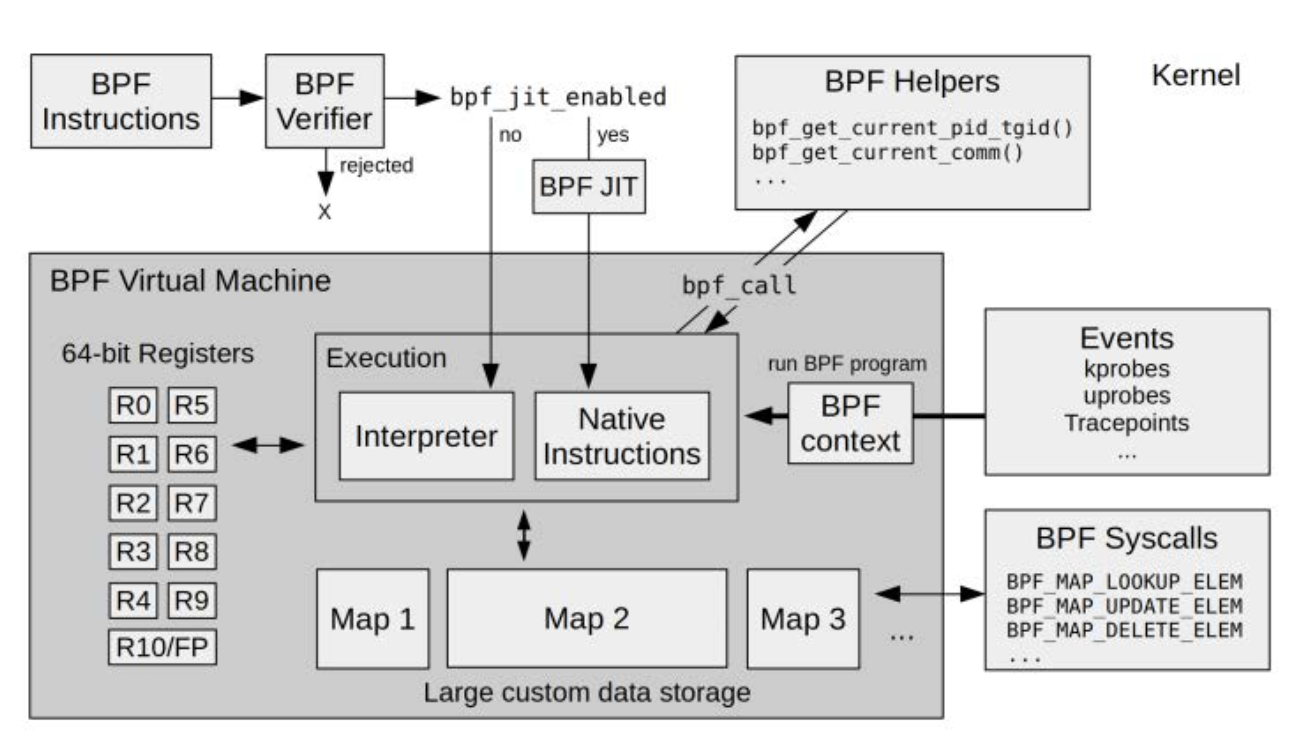 BPF
Instructions
BPF
Verifier
bpf_jit_enabled
no
yes
rejected
X
BPF JIT
BPF Helpers
bpf_get_current_pid_tgid()
bpf_get_current_comm()
...
Kernel
BPF Virtual Machine
bpf_call
64-bit Registers
R0 R5
R1 R6
R2 R7
R3 R8
R4 R9
R10/FP
Execution
Interpreter
Native
Instructions
run BPF program
BPF
context
Events
kprobes
uprobes
Tracepoints
...
Map 1
Map 2
Map 3
...
Large custom data storage
BPF Syscalls
BPF_MAP_LOOKUP_ELEM
BPF_MAP_UPDATE_ELEM
BPF_MAP_DELETE_ELEM
...